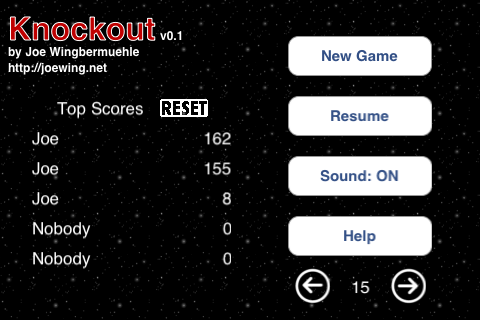 Knockout v0.1
by Joe Wingbermuehle
http://joewing.net
Top Scores RESET
Joe 162
Joe 155
Joe 8
Nobody 0
Nobody 0
New Game
Resume
Sound: ON
Help
15